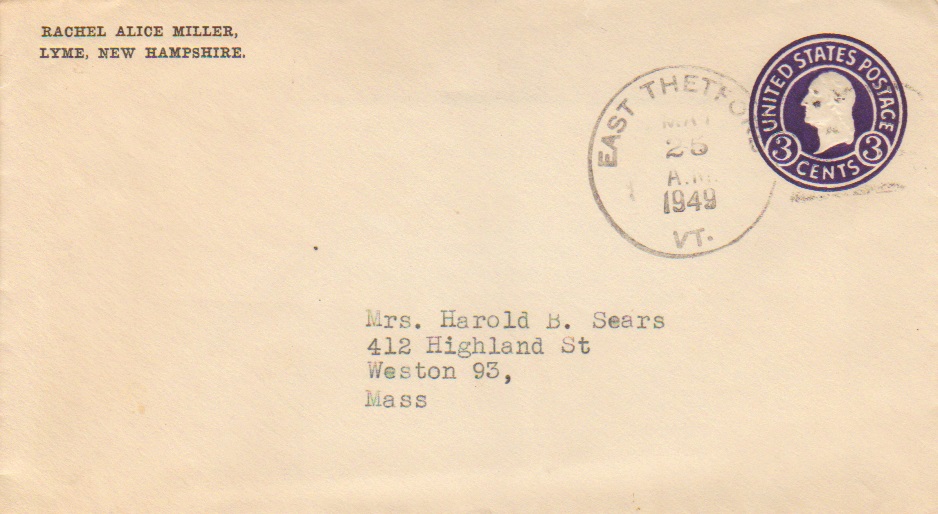 RACHEL ALICE MILLER,
LYME, NEW HAMPSHIRE.
EAST THETFORD
MAY
25
A.M.
1949
VT.
UNITED STATES POSTAGE
3 CENTS 3
Mrs. Harold B. Sears
412 Highland St
Weston 93,
Mass